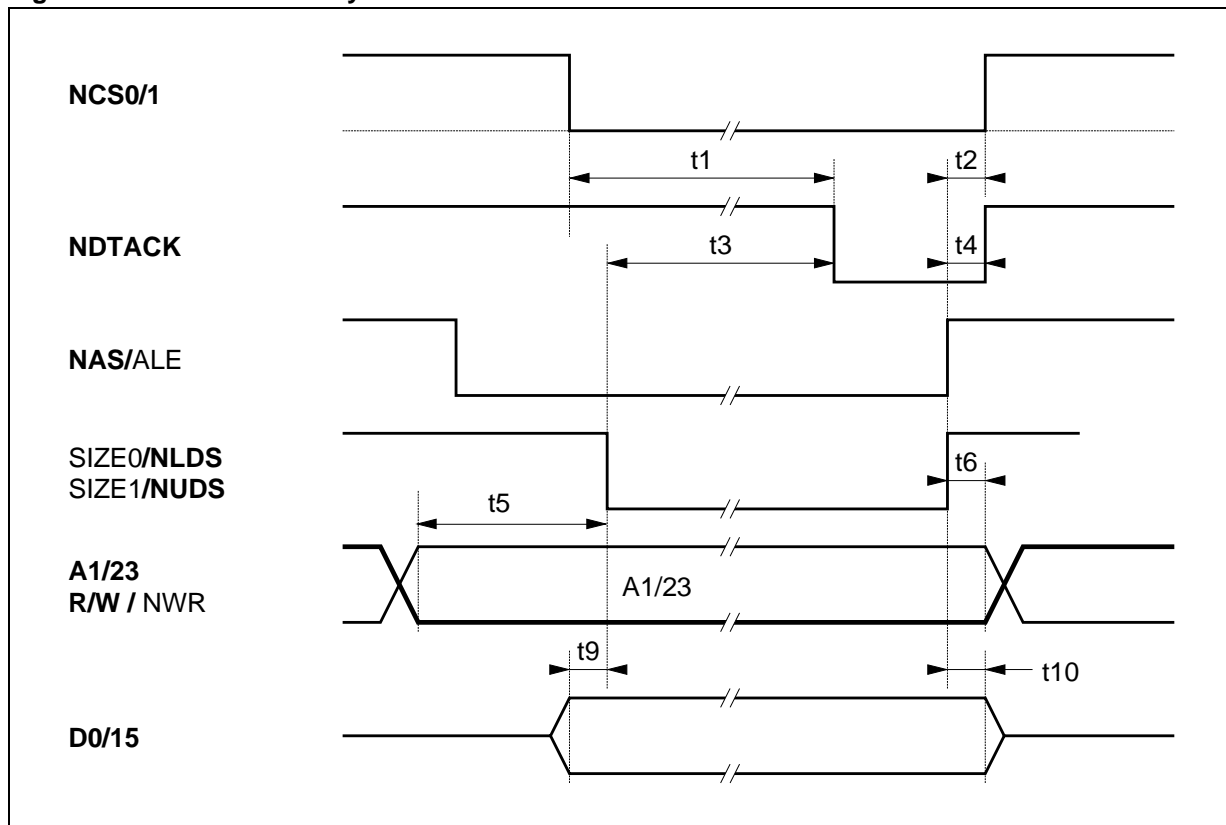 NCS0/1
t1
t2
NDTACK
t3
t4
NAS/ALE
SIZE0/NLDS
SIZE1/NUDS
t6
t5
A1/23
R/W / NWR
A1/23
t9
t10
D0/15